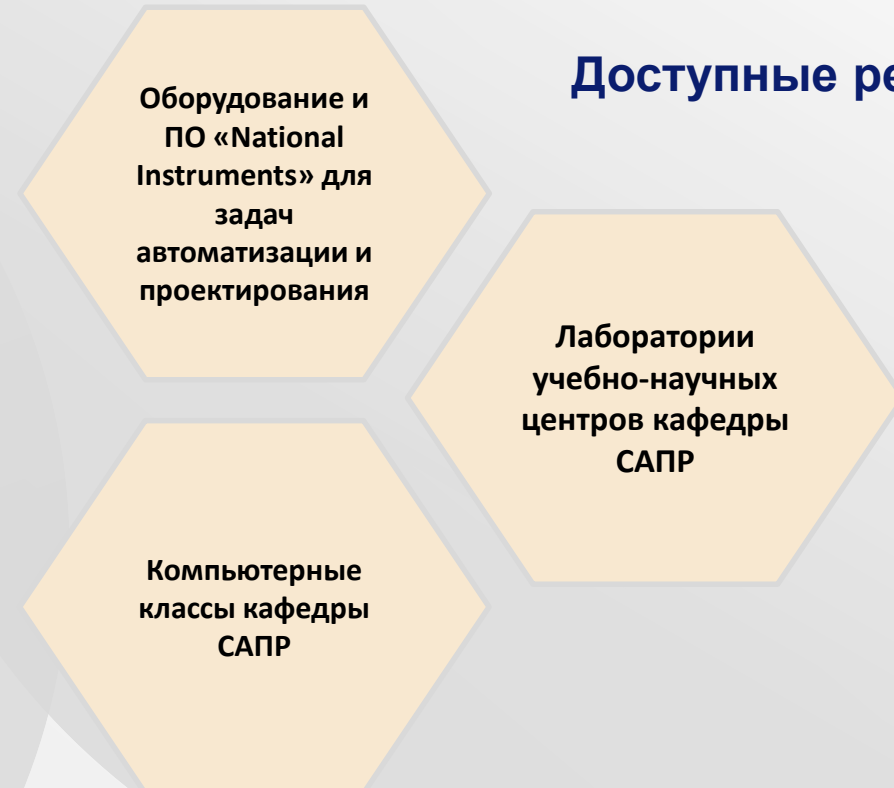 Доступные
Оборудование и
ПО «National
Instruments» для
задач
автоматизации и
проектирования
Лаборатории
учебно-научных
центров кафедры
САПР
Компьютерные
классы кафедры
САПР